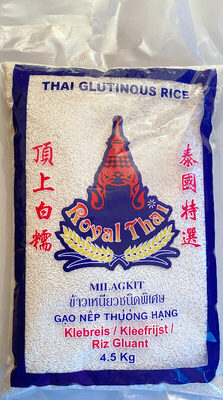 THAI GLUTINOUS RICE
頂上白糯
泰國特選
Royal Thai
MILAGKIT
ข้าวเหนียวชนิดพิเศษ
GAO NẾP THƯỢNG HẠNG
Klebreis / Kleefrijst /
Riz Gluant
4.5 Kg